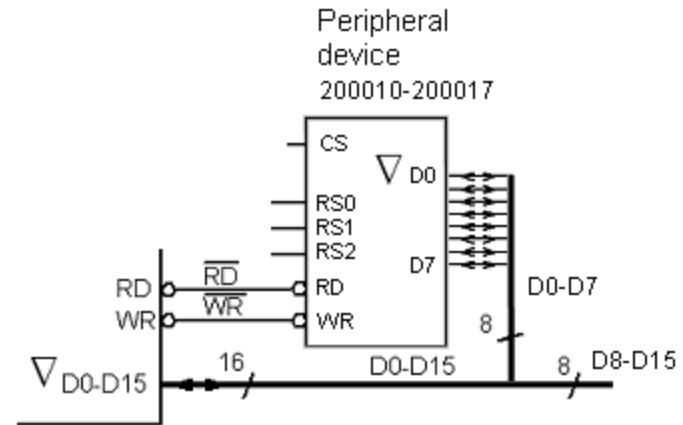 Peripheral
device
200010-200017
CS
D0
RS0
RS1
RS2
D7
RD
RD
RD
D0-D7
WR
WR
WR
8
16
D0-D15
8
D8-D15
D0-D15